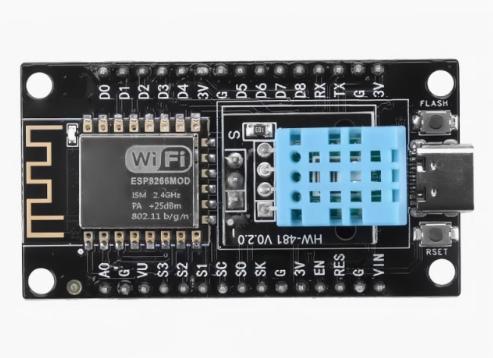 D0 D1 D2 D3 D4 3V G D5 D6 D7 D8 RX TX G 3V
FLASH
S
103
WiFi
ESP8266MOD
ISM 2.4GHz
PA +25dBm
802.11 b/g/n
-
HW-481 V0.2.0
RSET
A0 G VU S3 S2 S1 SC SO SK G 3V EN RES G VIN